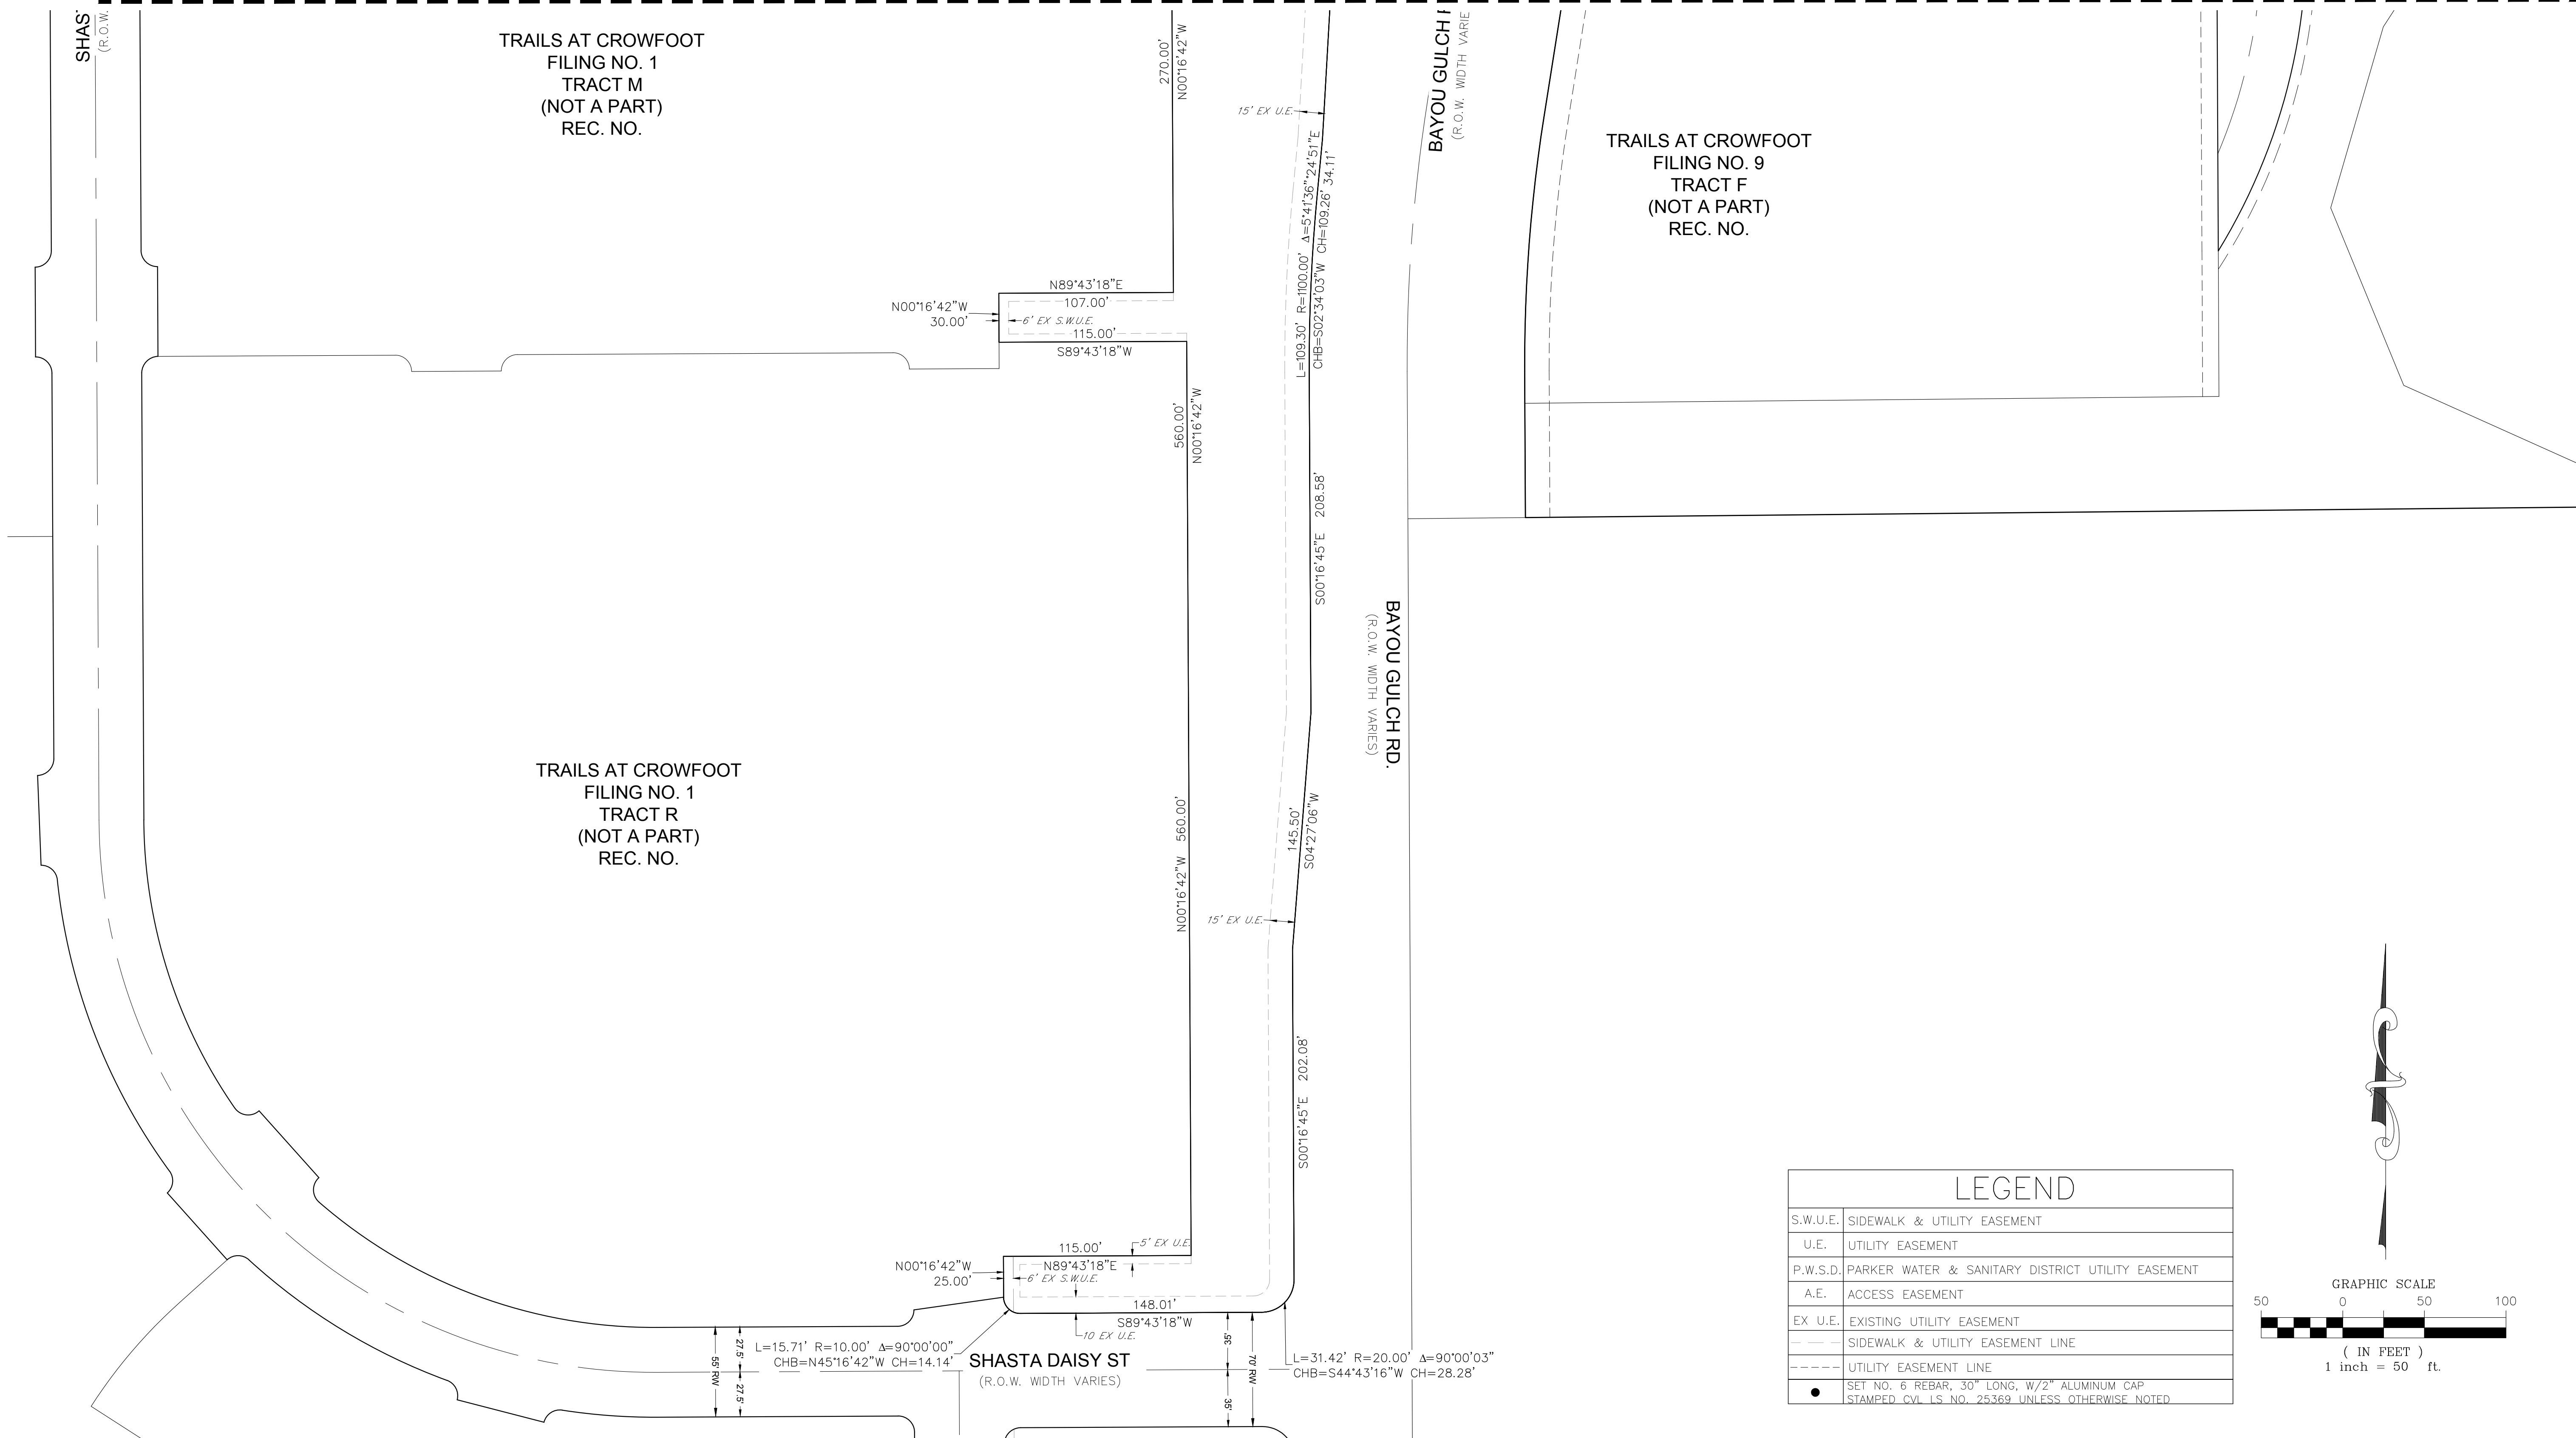 SHAS
(R.O.W.
TRAILS AT CROWFOOT
FILING NO. 1
TRACT M
(NOT A PART)
REC. NO.
270.00'
N00°16'42"W
15' EX U.E.
BAYOU GULCH
(R.O.W. WIDTH VARIE
TRAILS AT CROWFOOT
FILING NO. 9
TRACT F
(NOT A PART)
REC. NO.
24'51"E
34.11'
L=109.30' R=1100.00' Δ=5°41'36"
CHB=S02°34'03"W CH=109.26'
N89°43'18"E
107.00'
N00°16'42"W
30.00'
6' EX S.W.U.E.
115.00'
S89°43'18"W
560.00'
N00°16'42"W
S00°16'45"E 208.58'
BAYOU GULCH RD.
(R.O.W. WIDTH VARIES)
TRAILS AT CROWFOOT
FILING NO. 1
TRACT R
(NOT A PART)
REC. NO.
N00°16'42"W 560.00'
145.50'
S04°27'06"W
15' EX U.E.
S00°16'45"E 202.08'
115.00'
5' EX U.E.
N00°16'42"W
25.00'
N89°43'18"E
6' EX S.W.U.E.
148.01'
S89°43'18"W
10 EX U.E.
L=15.71' R=10.00' Δ=90°00'00"
CHB=N45°16'42"W CH=14.14'
55' RW
27.5'
27.5'
SHASTA DAISY ST
(R.O.W. WIDTH VARIES)
35'
35'
70' RW
L=31.42' R=20.00' Δ=90°00'03"
CHB=S44°43'16"W CH=28.28'
LEGEND
S.W.U.E. SIDEWALK & UTILITY EASEMENT
U.E. UTILITY EASEMENT
P.W.S.D. PARKER WATER & SANITARY DISTRICT UTILITY EASEMENT
A.E. ACCESS EASEMENT
EX U.E. EXISTING UTILITY EASEMENT
SIDEWALK & UTILITY EASEMENT LINE
UTILITY EASEMENT LINE
SET NO. 6 REBAR, 30" LONG, W/2" ALUMINUM CAP
STAMPED CVL LS NO. 25369 UNLESS OTHERWISE NOTED
GRAPHIC SCALE
50 0 50 100
( IN FEET )
1 inch = 50 ft.